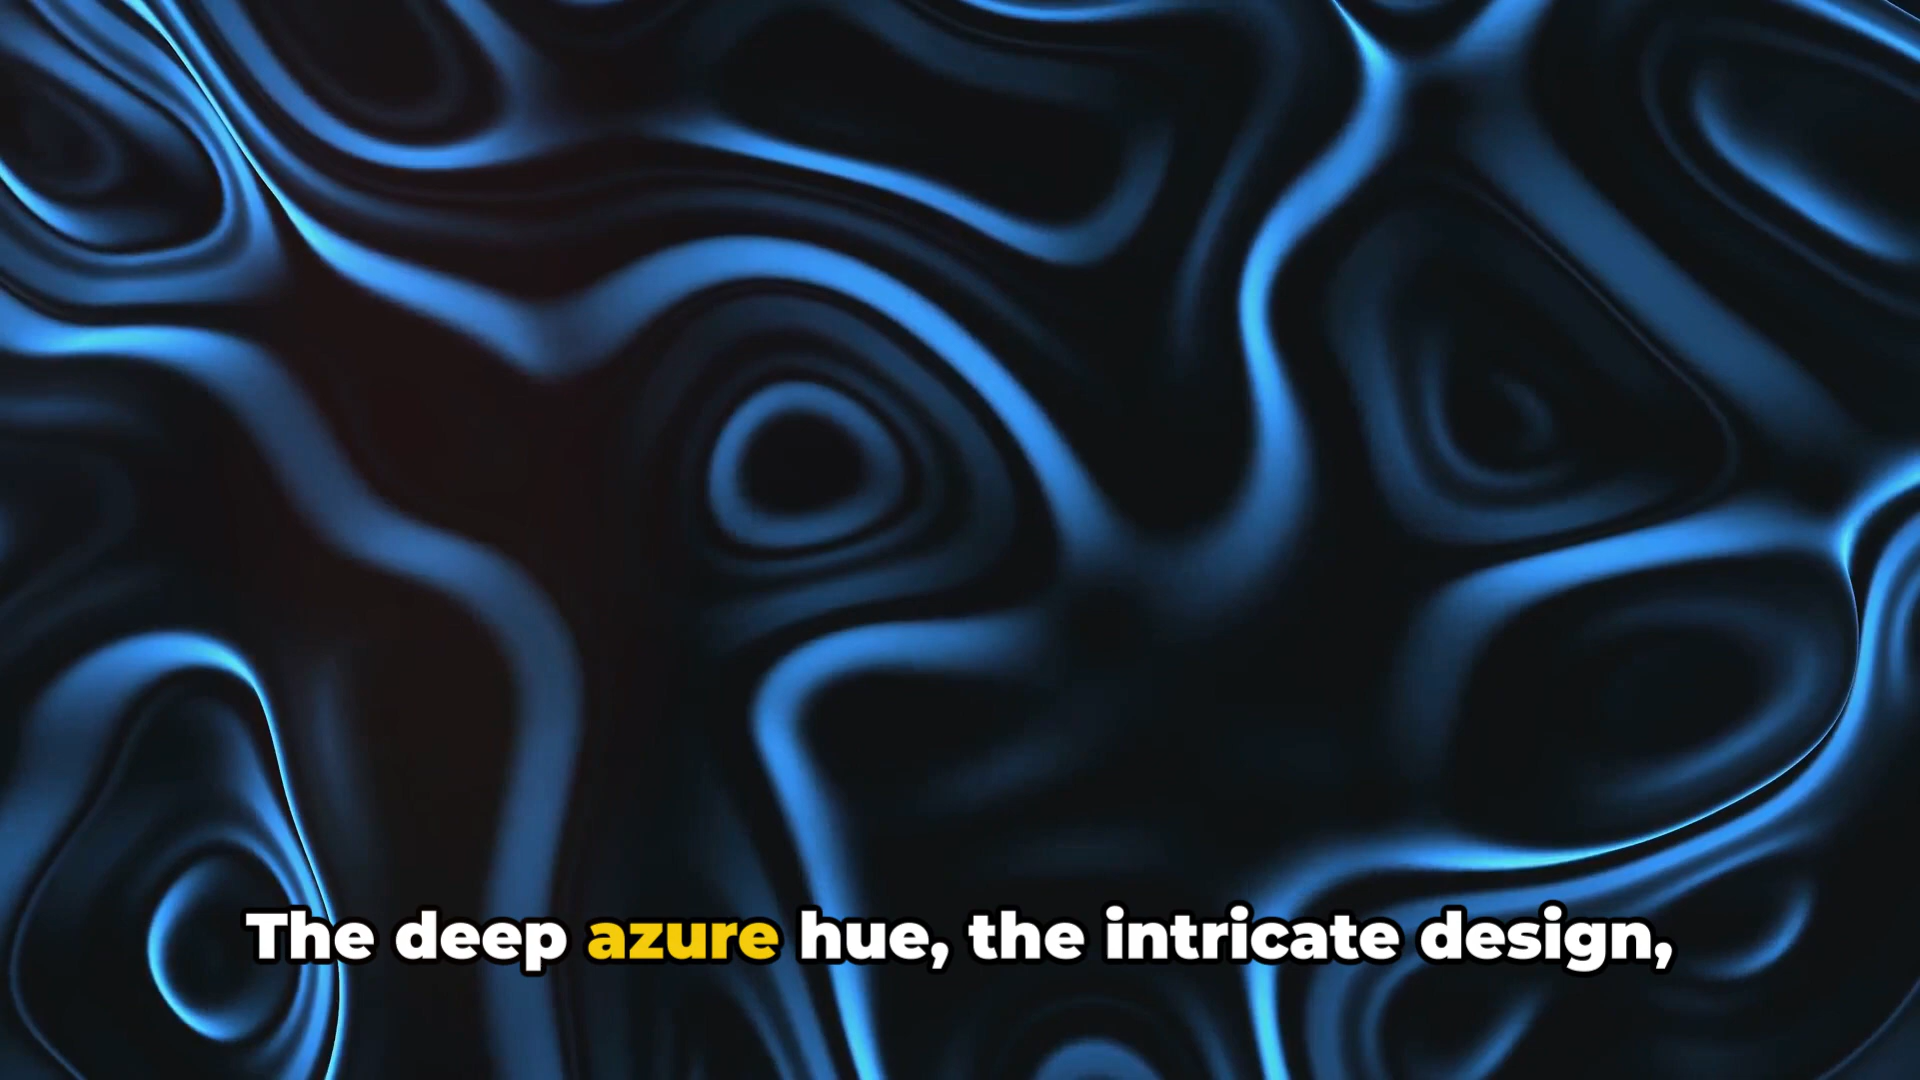 The deep azure hue, the intricate design,